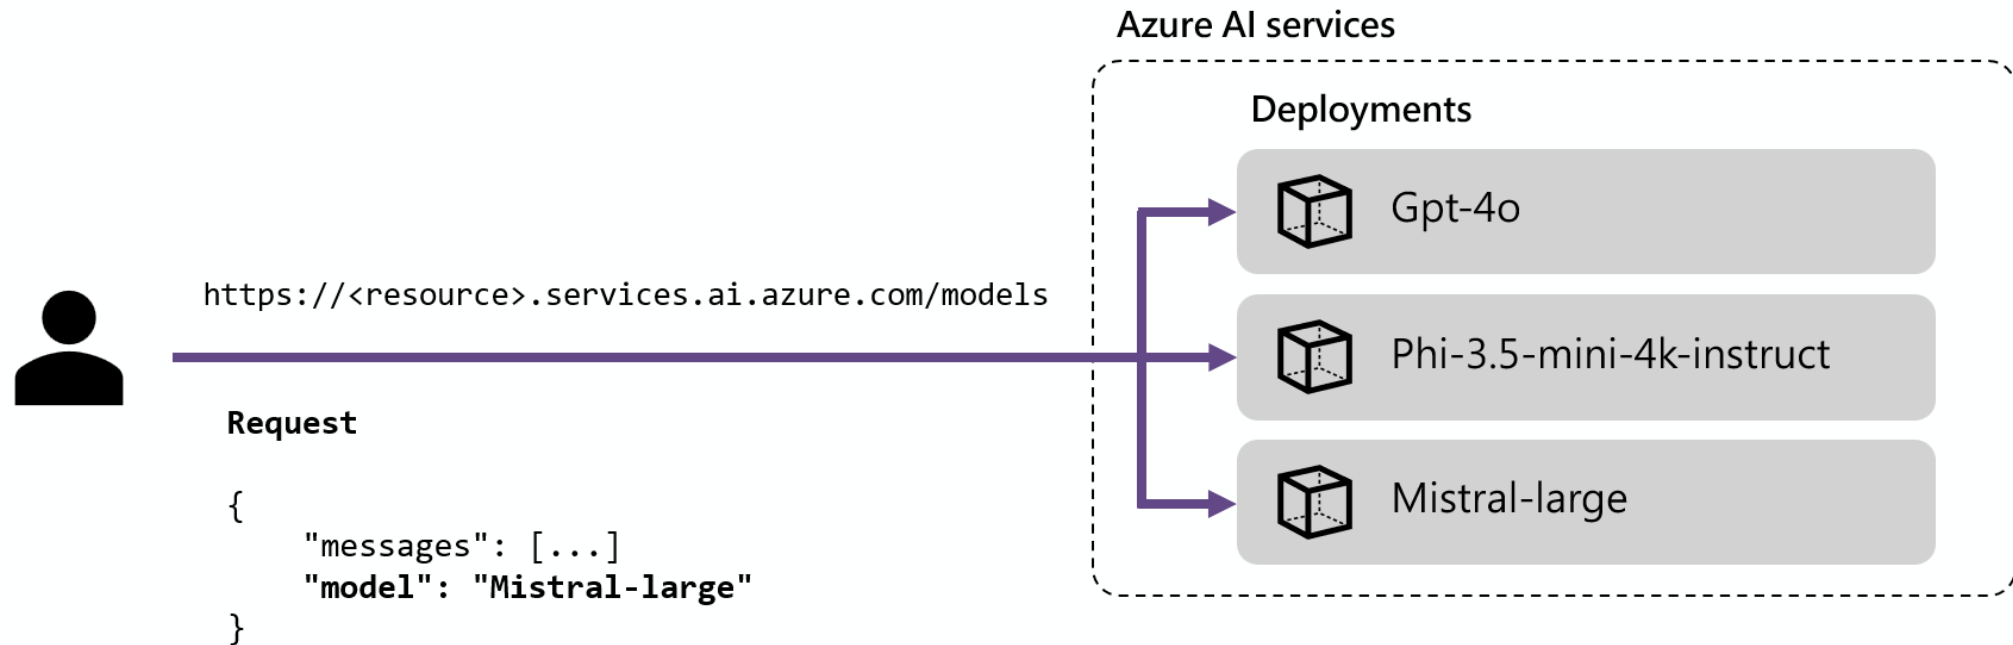 Azure AI services
Deployments
Gpt-4o
https://<resource>.services.ai.azure.com/models
Phi-3.5-mini-4k-instruct
Request
Mistral-large
{
"messages": [...]
"model": "Mistral-large"
}